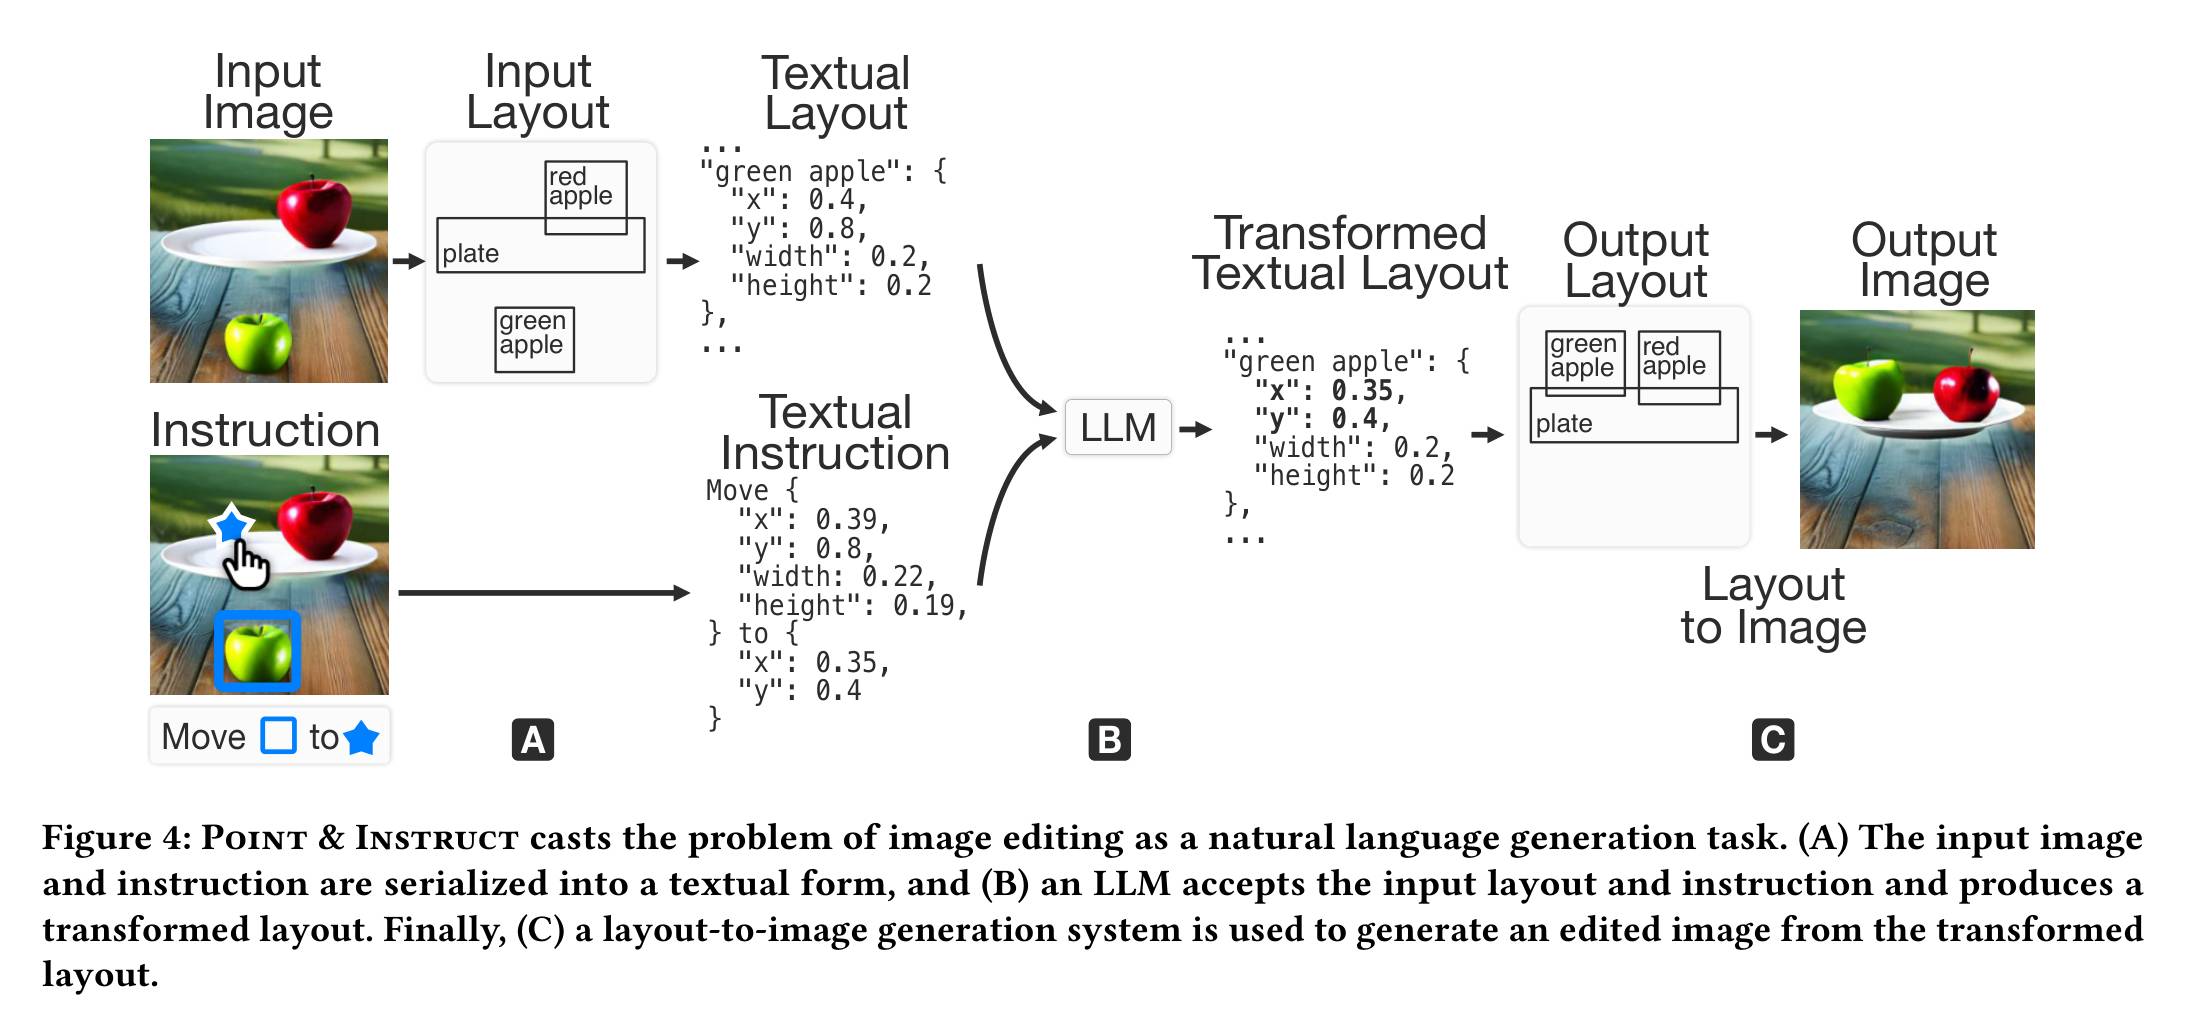 Input
Image
Input
Layout
red
apple
plate
green
apple
Textual
Layout
...
"green apple": {
"x": 0.4,
"y": 0.8,
"width": 0.2,
"height": 0.2
},
...
Instruction
Move □ to ★
A
Textual
Instruction
Move {
"x": 0.39,
"y": 0.8,
"width: 0.22,
"height": 0.19,
} to {
"x": 0.35,
"y": 0.4
}
LLM
B
Transformed
Textual Layout
...
"green apple": {
"x": 0.35,
"y": 0.4,
"width": 0.2,
"height": 0.2
},
...
Output
Layout
green
apple
red
apple
plate
Output
Image
Layout
to Image
C
Figure 4: Point & Instruct casts the problem of image editing as a natural language generation task. (A) The input image
and instruction are serialized into a textual form, and (B) an LLM accepts the input layout and instruction and produces a
transformed layout. Finally, (C) a layout-to-image generation system is used to generate an edited image from the transformed
layout.